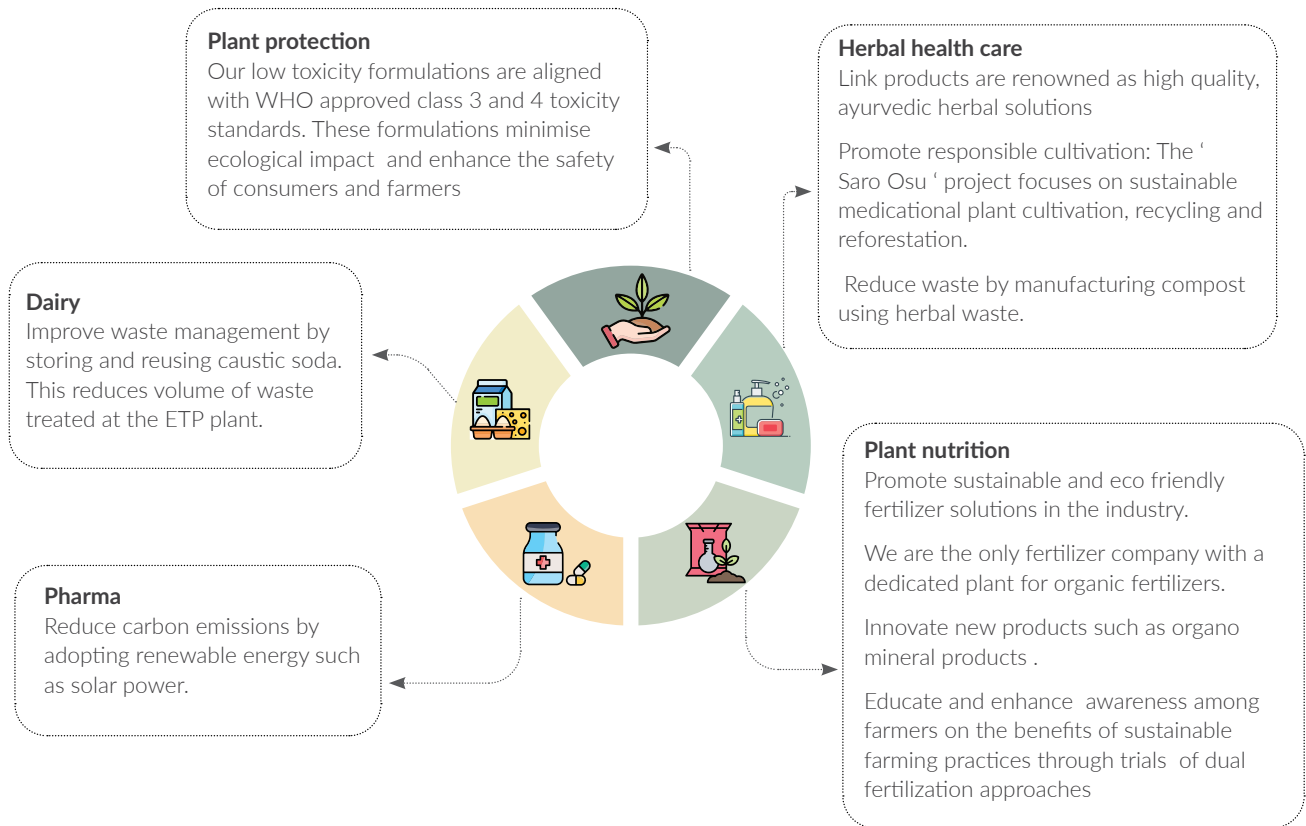 Plant protection
Our low toxicity formulations are aligned
with WHO approved class 3 and 4 toxicity
standards. These formulations minimise
ecological impact and enhance the safety
of consumers and farmers
Herbal health care
Link products are renowned as high quality,
ayurvedic herbal solutions
Promote responsible cultivation: The ‘
Saro Osu ‘ project focuses on sustainable
medicational plant cultivation, recycling and
reforestation.
Reduce waste by manufacturing compost
using herbal waste.
Dairy
Improve waste management by
storing and reusing caustic soda.
This reduces volume of waste
treated at the ETP plant.
Plant nutrition
Promote sustainable and eco friendly
fertilizer solutions in the industry.
We are the only fertilizer company with a
dedicated plant for organic fertilizers.
Innovate new products such as organo
mineral products .
Educate and enhance awareness among
farmers on the benefits of sustainable
farming practices through trials of dual
fertilization approaches
Pharma
Reduce carbon emissions by
adopting renewable energy such
as solar power.